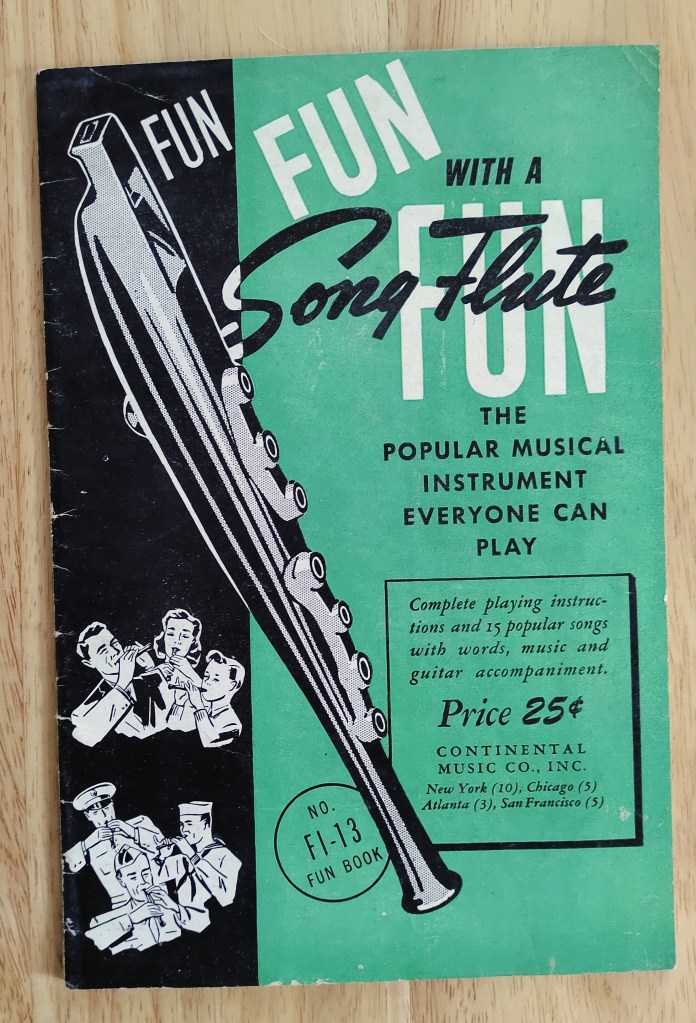 FUN
FUN
WITH A
FUN
Song Flute
THE
POPULAR MUSICAL
INSTRUMENT
EVERYONE CAN
PLAY
Complete playing instruc-
tions and 15 popular songs
with words, music and
guitar accompaniment.
Price 25¢
CONTINENTAL
MUSIC CO., INC.
New York (10), Chicago (5)
Atlanta (3), San Francisco (5)
NO.
F1-13
FUN BOOK